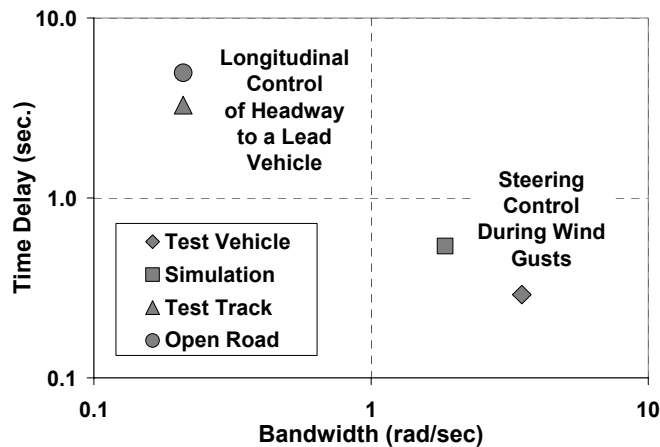 10.0
1.0
0.1
Time Delay (sec.)
Longitudinal
Control
of Headway
to a Lead
Vehicle
Steering
Control
During Wind
Gusts
Test Vehicle
Simulation
Test Track
Open Road
0.1
1
10
Bandwidth (rad/sec)